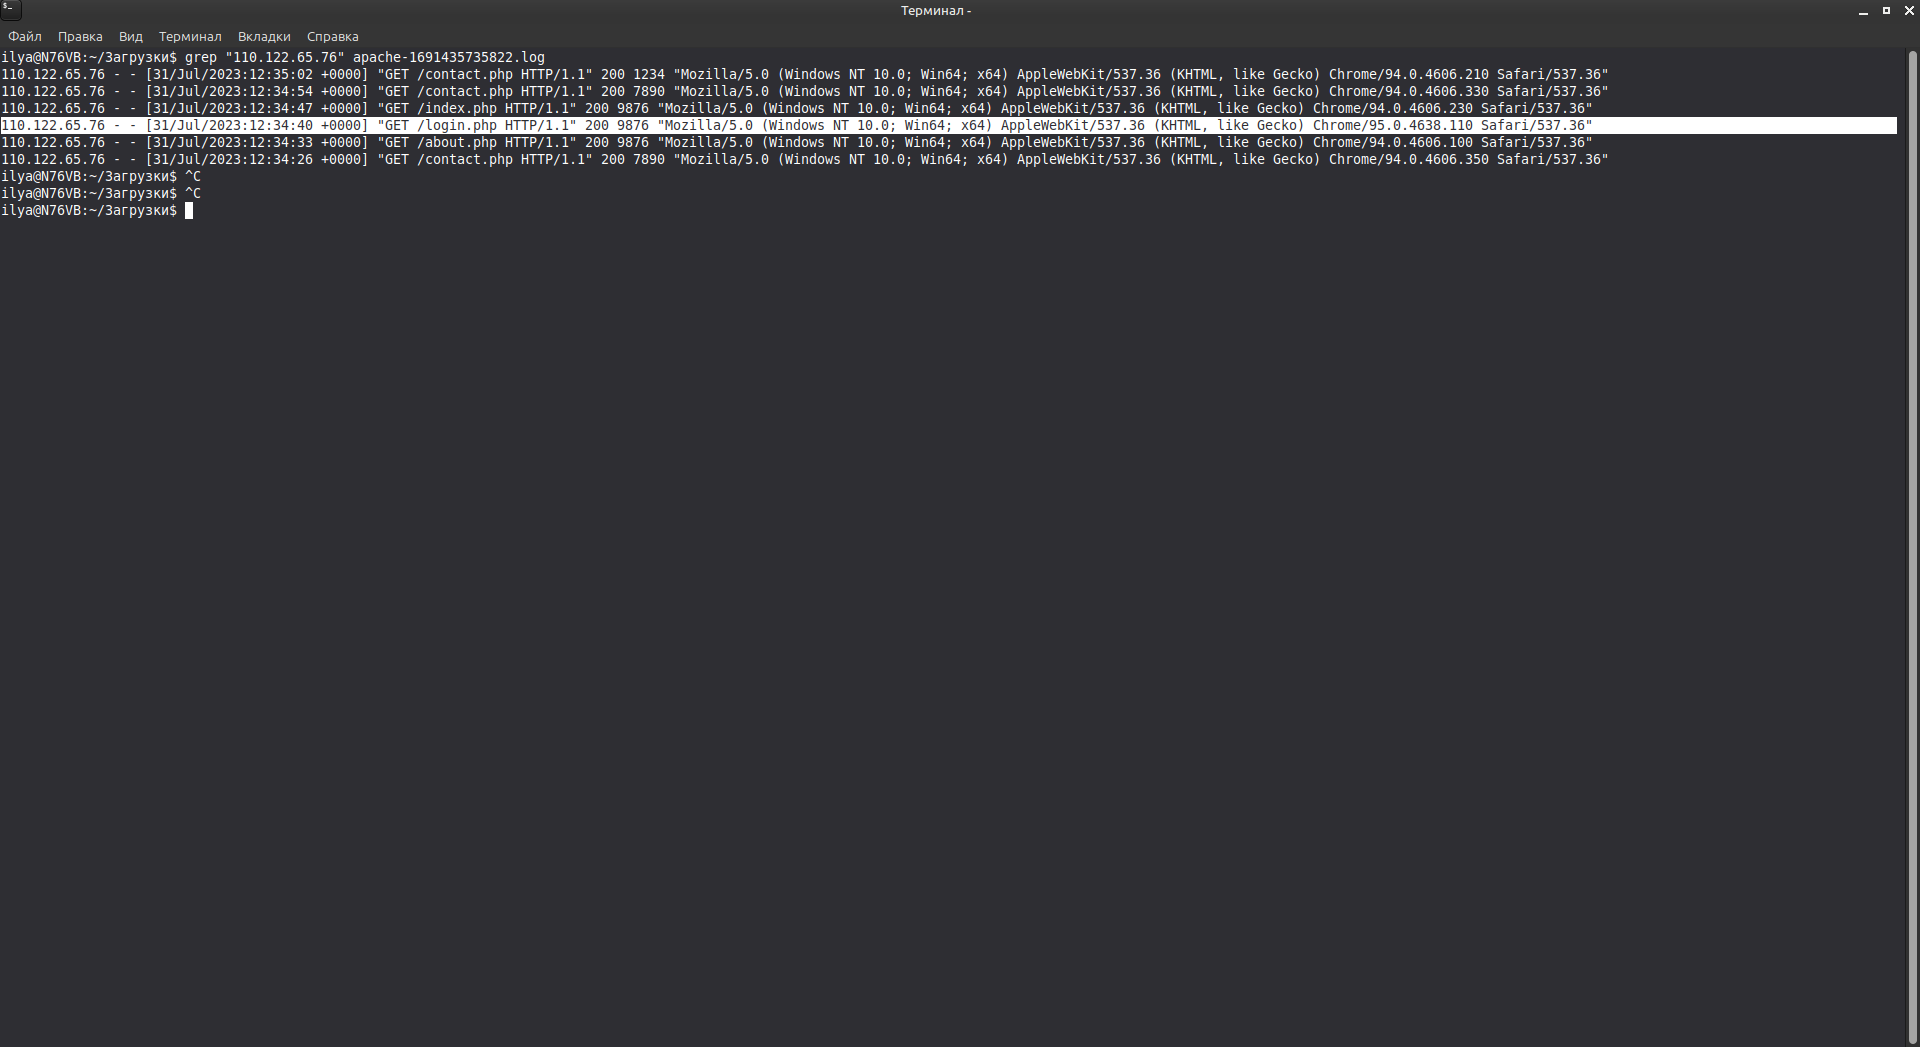 Терминал -
Файл Правка Вид Терминал Вкладки Справка
ilya@N76VB:~/Загрузки$ grep "110.122.65.76" apache-1691435735822.log
110.122.65.76 - - [31/Jul/2023:12:35:02 +0000] "GET /contact.php HTTP/1.1" 200 1234 "Mozilla/5.0 (Windows NT 10.0; Win64; x64) AppleWebKit/537.36 (KHTML, like Gecko) Chrome/94.0.4606.210 Safari/537.36"
110.122.65.76 - - [31/Jul/2023:12:34:54 +0000] "GET /contact.php HTTP/1.1" 200 7890 "Mozilla/5.0 (Windows NT 10.0; Win64; x64) AppleWebKit/537.36 (KHTML, like Gecko) Chrome/94.0.4606.330 Safari/537.36"
110.122.65.76 - - [31/Jul/2023:12:34:47 +0000] "GET /index.php HTTP/1.1" 200 9876 "Mozilla/5.0 (Windows NT 10.0; Win64; x64) AppleWebKit/537.36 (KHTML, like Gecko) Chrome/94.0.4606.230 Safari/537.36"
110.122.65.76 - - [31/Jul/2023:12:34:40 +0000] "GET /login.php HTTP/1.1" 200 9876 "Mozilla/5.0 (Windows NT 10.0; Win64; x64) AppleWebKit/537.36 (KHTML, like Gecko) Chrome/95.0.4638.110 Safari/537.36"
110.122.65.76 - - [31/Jul/2023:12:34:33 +0000] "GET /about.php HTTP/1.1" 200 9876 "Mozilla/5.0 (Windows NT 10.0; Win64; x64) AppleWebKit/537.36 (KHTML, like Gecko) Chrome/94.0.4606.100 Safari/537.36"
110.122.65.76 - - [31/Jul/2023:12:34:26 +0000] "GET /contact.php HTTP/1.1" 200 7890 "Mozilla/5.0 (Windows NT 10.0; Win64; x64) AppleWebKit/537.36 (KHTML, like Gecko) Chrome/94.0.4606.350 Safari/537.36"
ilya@N76VB:~/Загрузки$ ^C
ilya@N76VB:~/Загрузки$ ^C
ilya@N76VB:~/Загрузки$